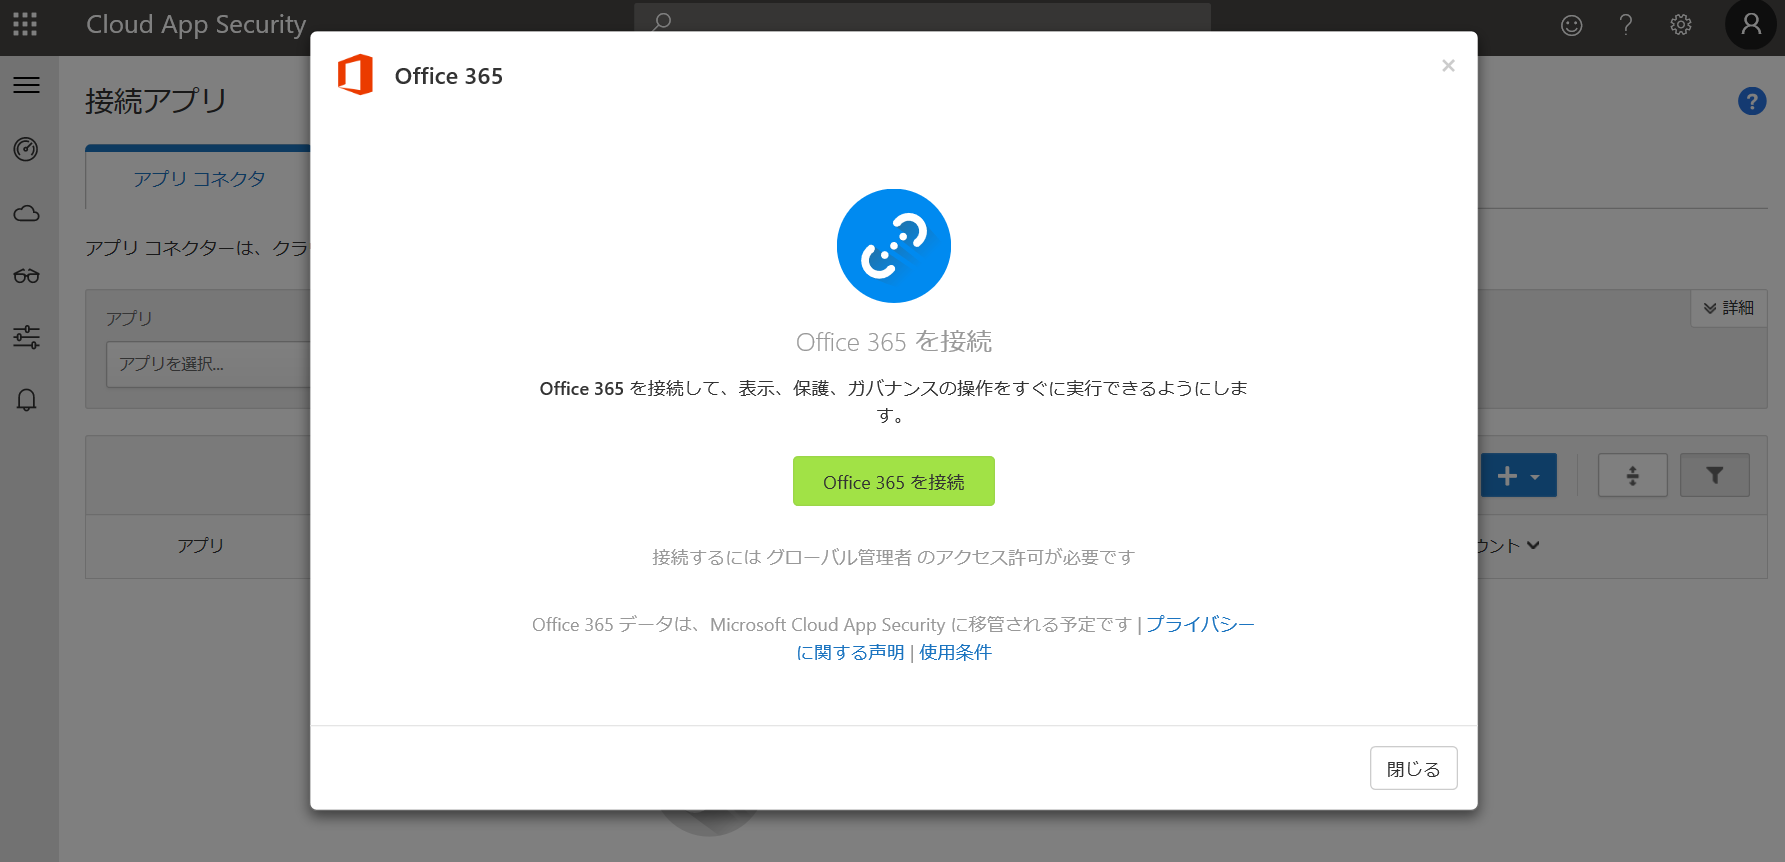 Cloud App Security
Office 365
接続アプリ
アプリ コネクタ
アプリ コネクターは、クラ
アプリ
詳細
アプリを選択...
Office 365 を接続
Office 365 を接続して、表示、保護、ガバナンスの操作をすぐに実行できるようにしま
す。
Office 365 を接続
アプリ
ウント
接続するには グローバル管理者 のアクセス許可が必要です
Office 365 データは、Microsoft Cloud App Security に移管される予定です | プライバシー
に関する声明 | 使用条件
閉じる